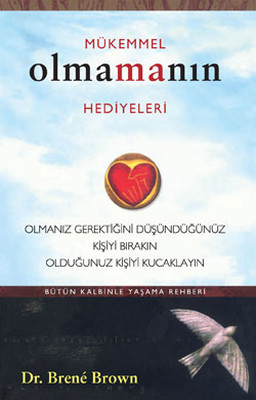 MÜKEMMEL
olmamanın
HEDİYELERİ
OLMANIZ GEREKTİĞİNİ DÜŞÜNDÜĞÜNÜZ
KİŞİYİ BIRAKIN
OLDUĞUNUZ KİŞİYİ KUCAKLAYIN
BÜTÜN KALBİNLE YAŞAMA REHBERİ
Dr. Brené Brown